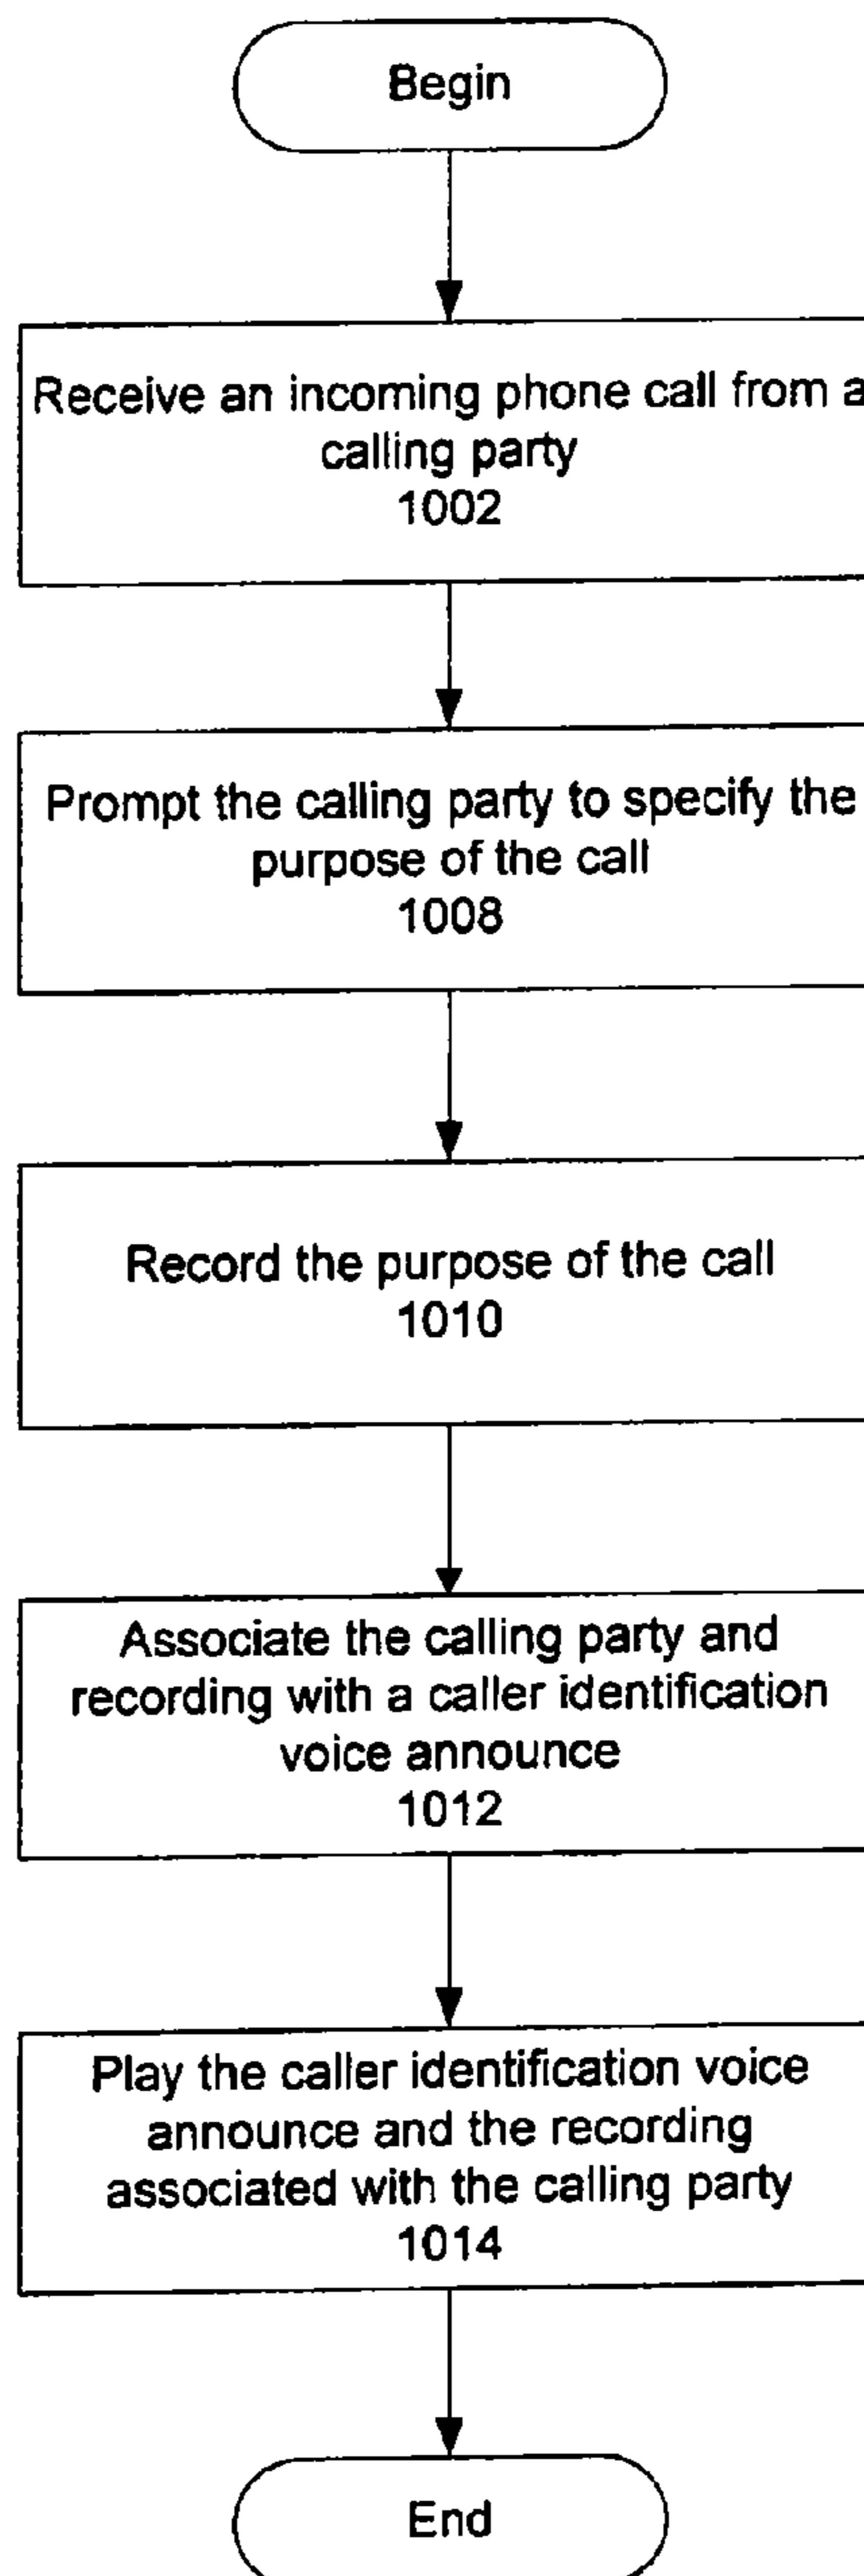 Begin
Receive an incoming phone call from a
calling party
1002
Prompt the calling party to specify the
purpose of the call
1008
Record the purpose of the call
1010
Associate the calling party and
recording with a caller identification
voice announce
1012
Play the caller identification voice
announce and the recording
associated with the calling party
1014
End